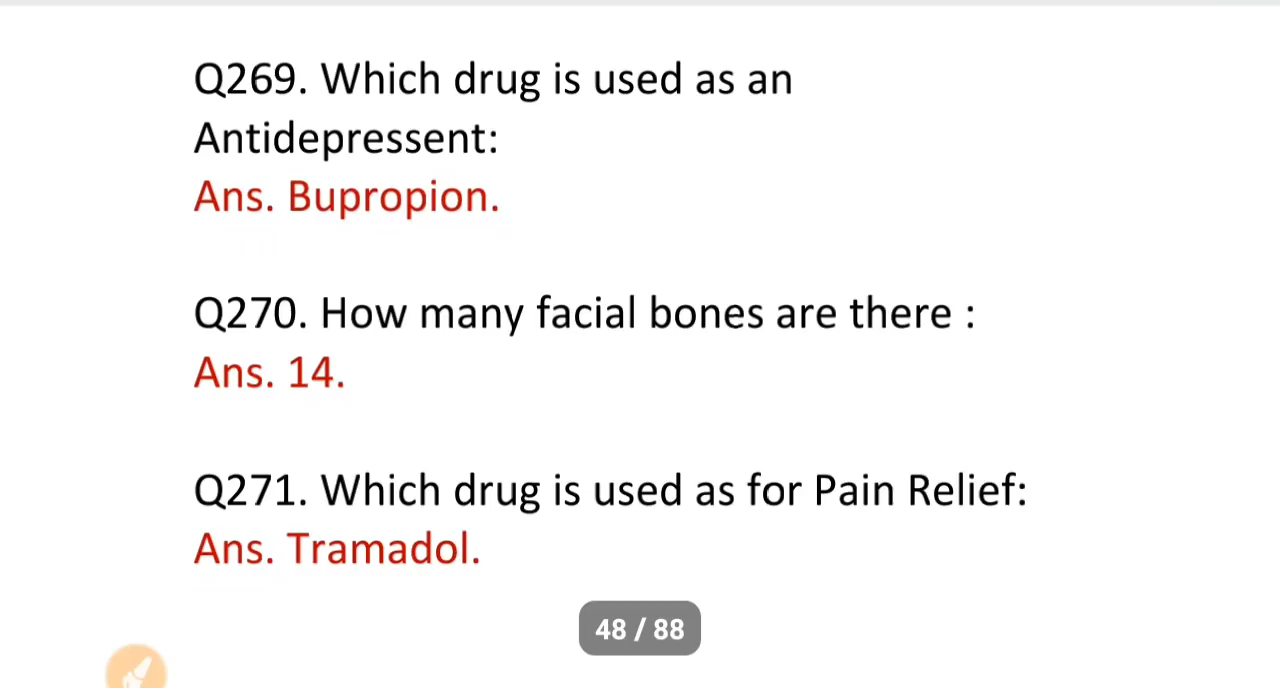 Q269. Which drug is used as an
Antidepressent:
Ans. Bupropion.
Q270. How many facial bones are there :
Ans. 14.
Q271. Which drug is used as for Pain Relief:
Ans. Tramadol.
48 / 88